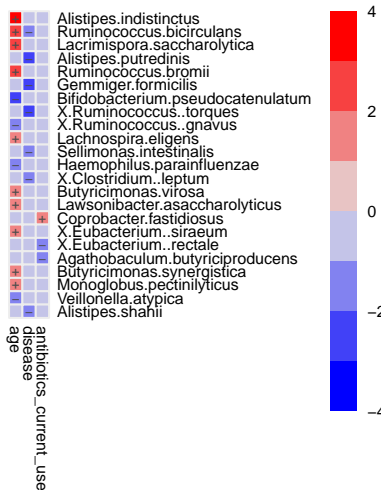 Alistipes.indistinctus
Ruminococcus.bicirculans
Lacrimispora.saccharolytica
Alistipes.putredinis
Ruminococcus.bromii
Gemmiger.formicilis
Bifidobacterium.pseudocatenulatum
X.Ruminococcus..torques
X.Ruminococcus..gnavus
Lachnospira.eligens
Sellimonas.intestinalis
Haemophilus.parainfluenzae
X.Clostridium..leptum
Butyricimonas.virosa
Lawsonibacter.asaccharolyticus
Coprobacter.fastidiosus
X.Eubacterium..siraeum
X.Eubacterium..rectale
Agathobaculum.butyriciproducens
Butyricimonas.synergistica
Monoglobus.pectinilyticus
Veillonella.atypica
Alistipes.shahii
age
disease
antibiotics_current_use
4
2
0
−2
−4